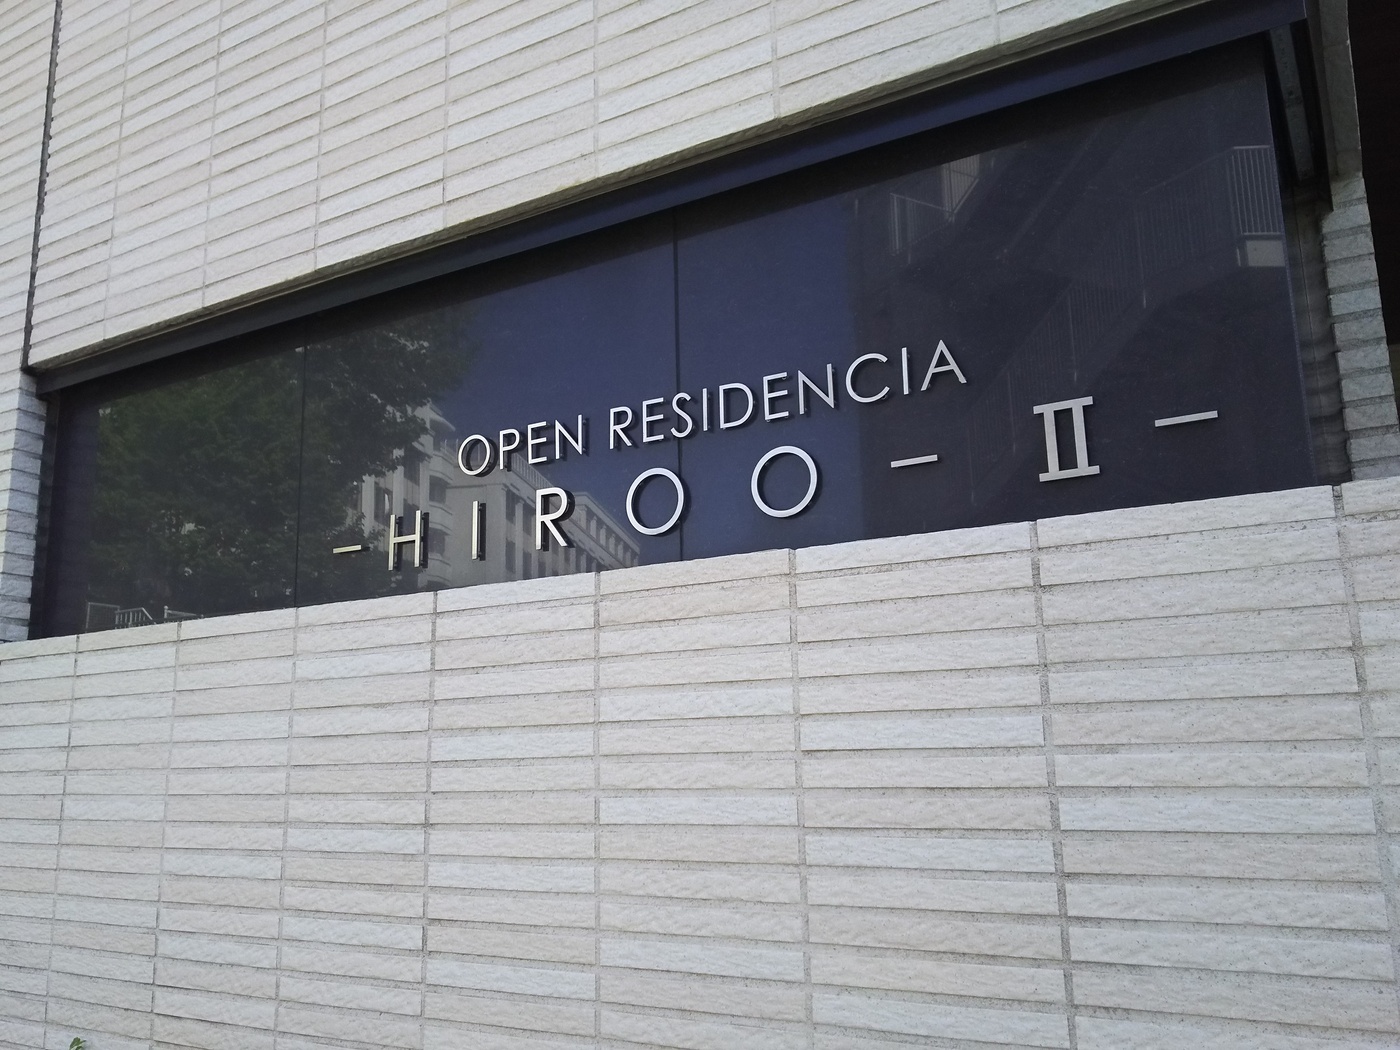 OPEN RESIDENCIA
-HIROO- II -